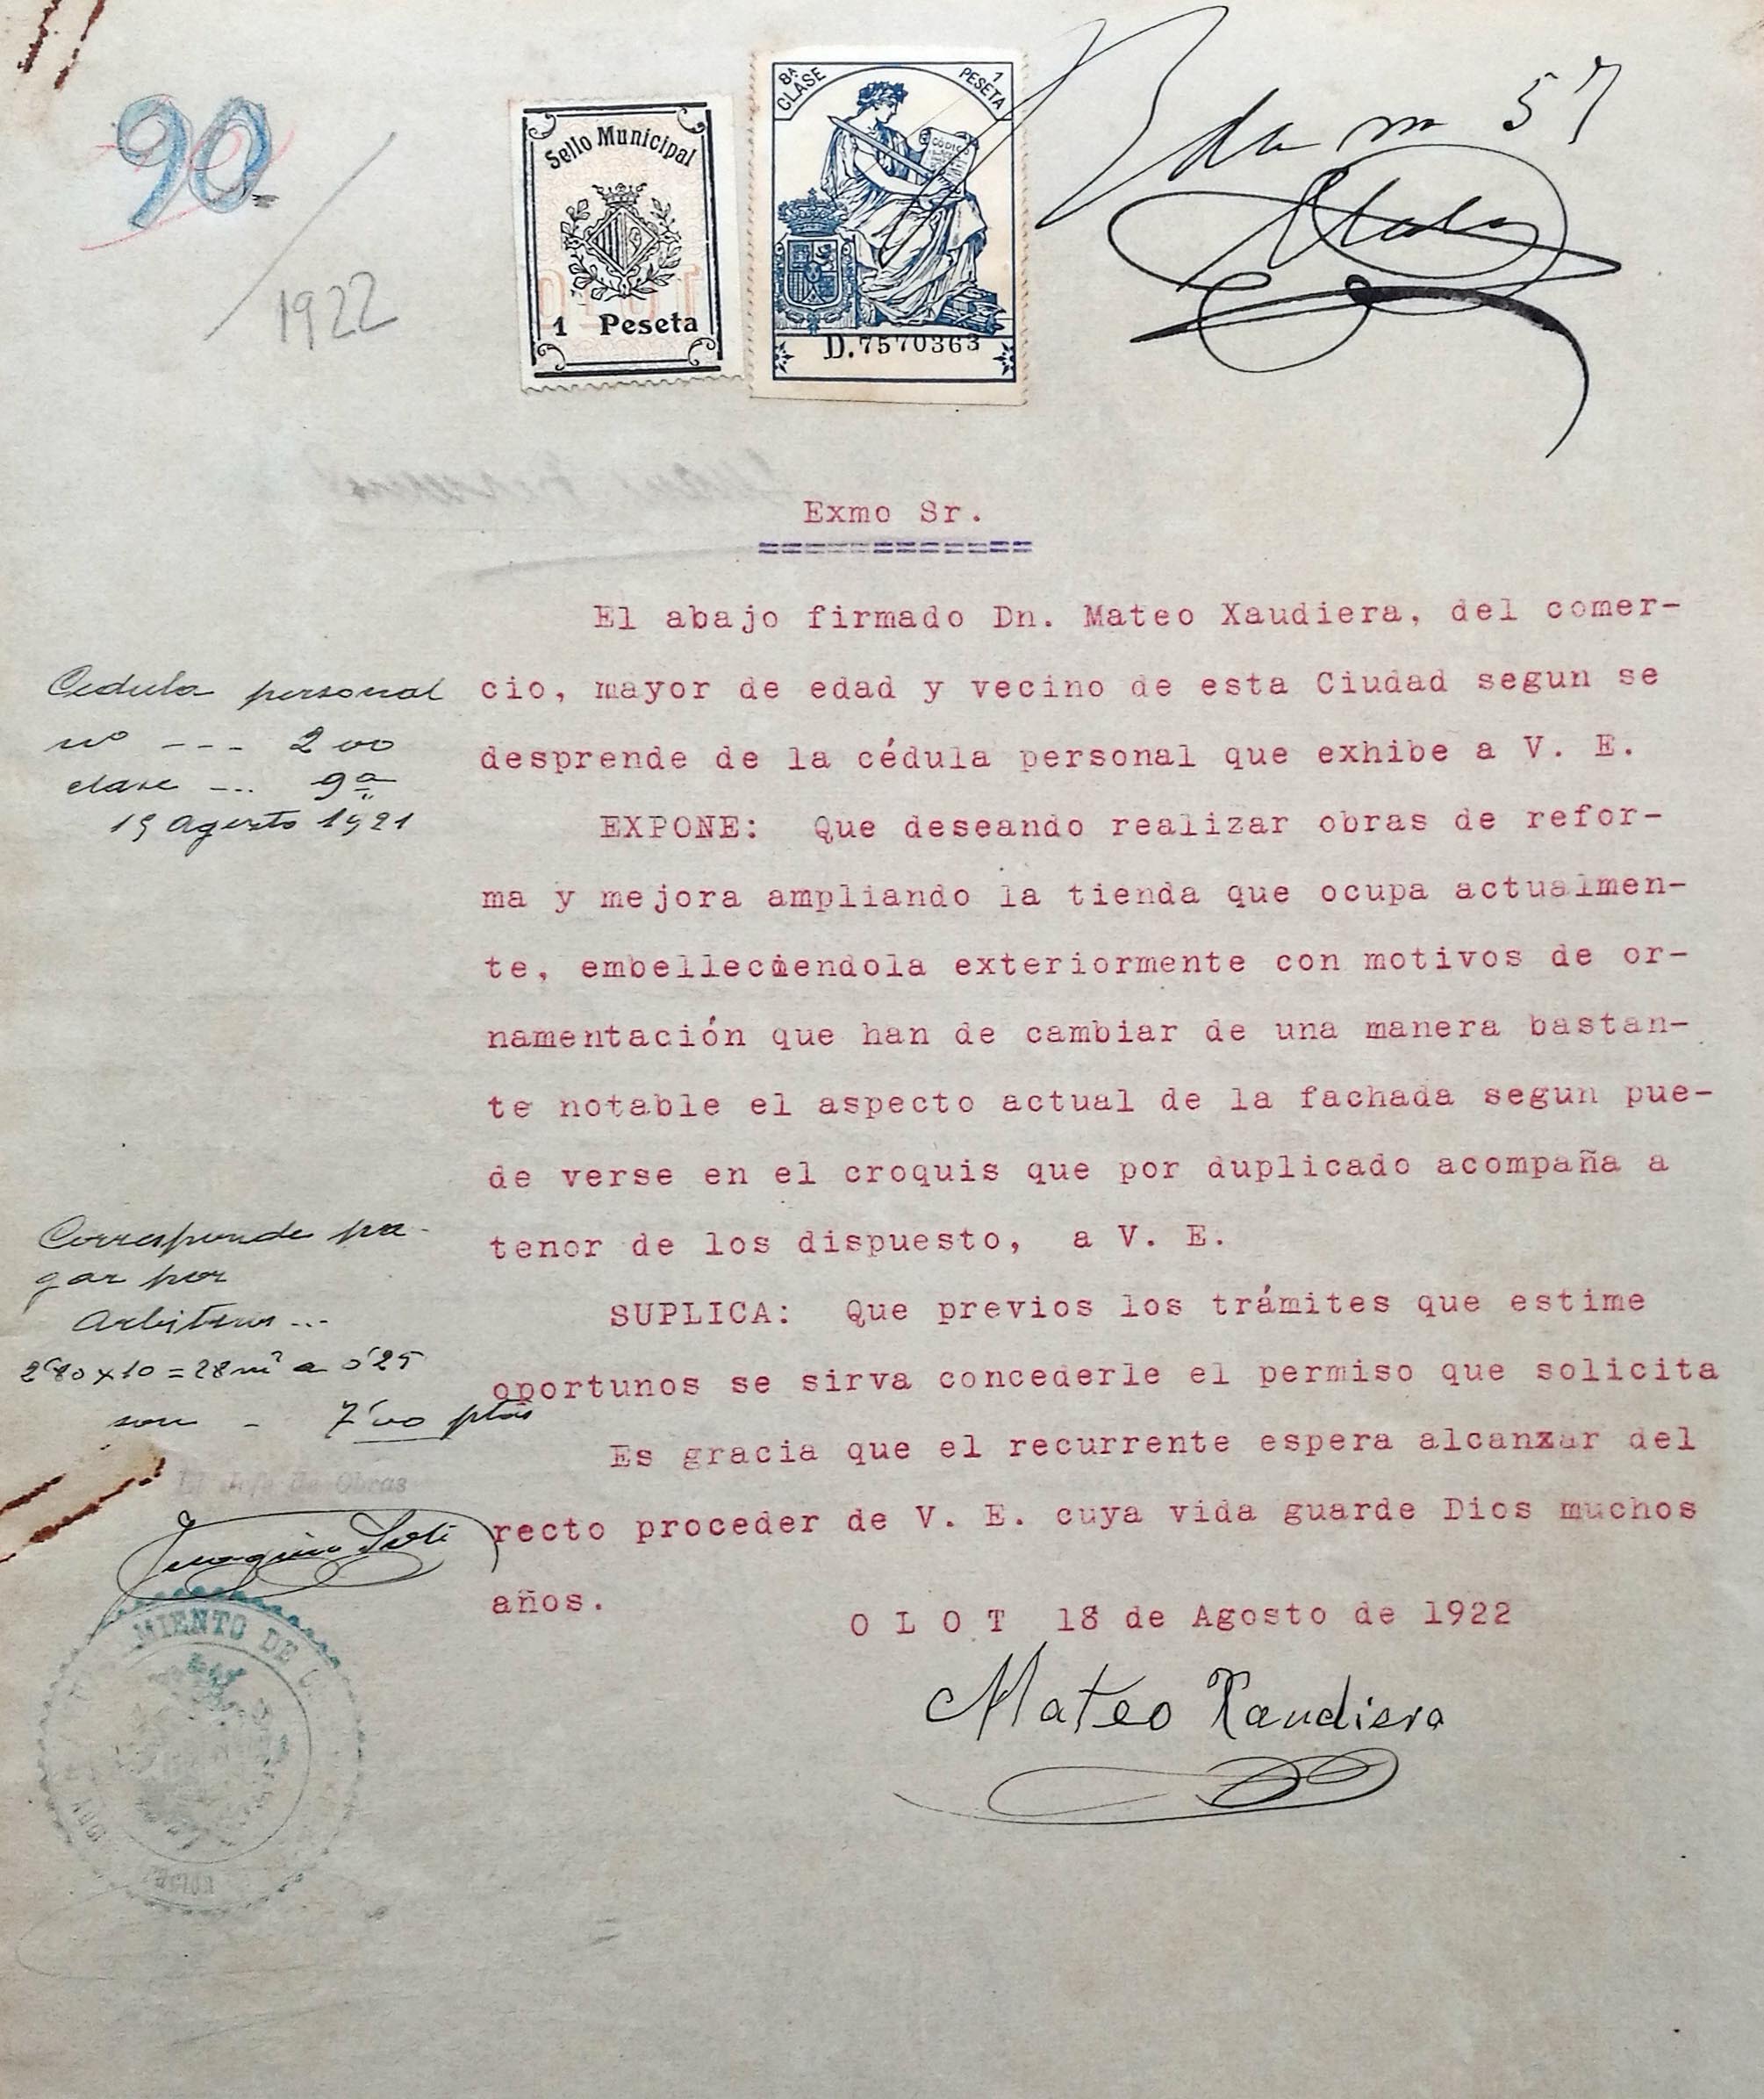 90
1922
Sello Municipal
1 Peseta
8ª CLASE
1 PESETA
CÓDIGO
D.7570363
57
Exmo Sr.
El abajo firmado Dn. Mateo Xaudiera, del comer-
cio, mayor de edad y vecino de esta Ciudad segun se
desprende de la cédula personal que exhibe a V. E.
Cedula personal
nº --- 200
clase --- 9ª
19 Agosto 1921
EXPONE: Que deseando realizar obras de refor-
ma y mejora ampliando la tienda que ocupa actualmen-
te, embelleciendola exteriormente con motivos de or-
namentación que han de cambiar de una manera bastan-
te notable el aspecto actual de la fachada segun pue-
de verse en el croquis que por duplicado acompaña a
tenor de los dispuesto, a V. E.
Corresponde pa-
gar por
Arbitrios...
2'80 x 10 = 28 m² a 0'25
son - 7'00 ptas
SUPLICA: Que previos los trámites que estime
oportunos se sirva concederle el permiso que solicita
Es gracia que el recurrente espera alcanxar del
recto proceder de V. E. cuya vida guarde Dios muchos
años.
El Jefe de Obras
Joaquin
MIENTO DE
O L O T 18 de Agosto de 1922
Mateo Xaudiera